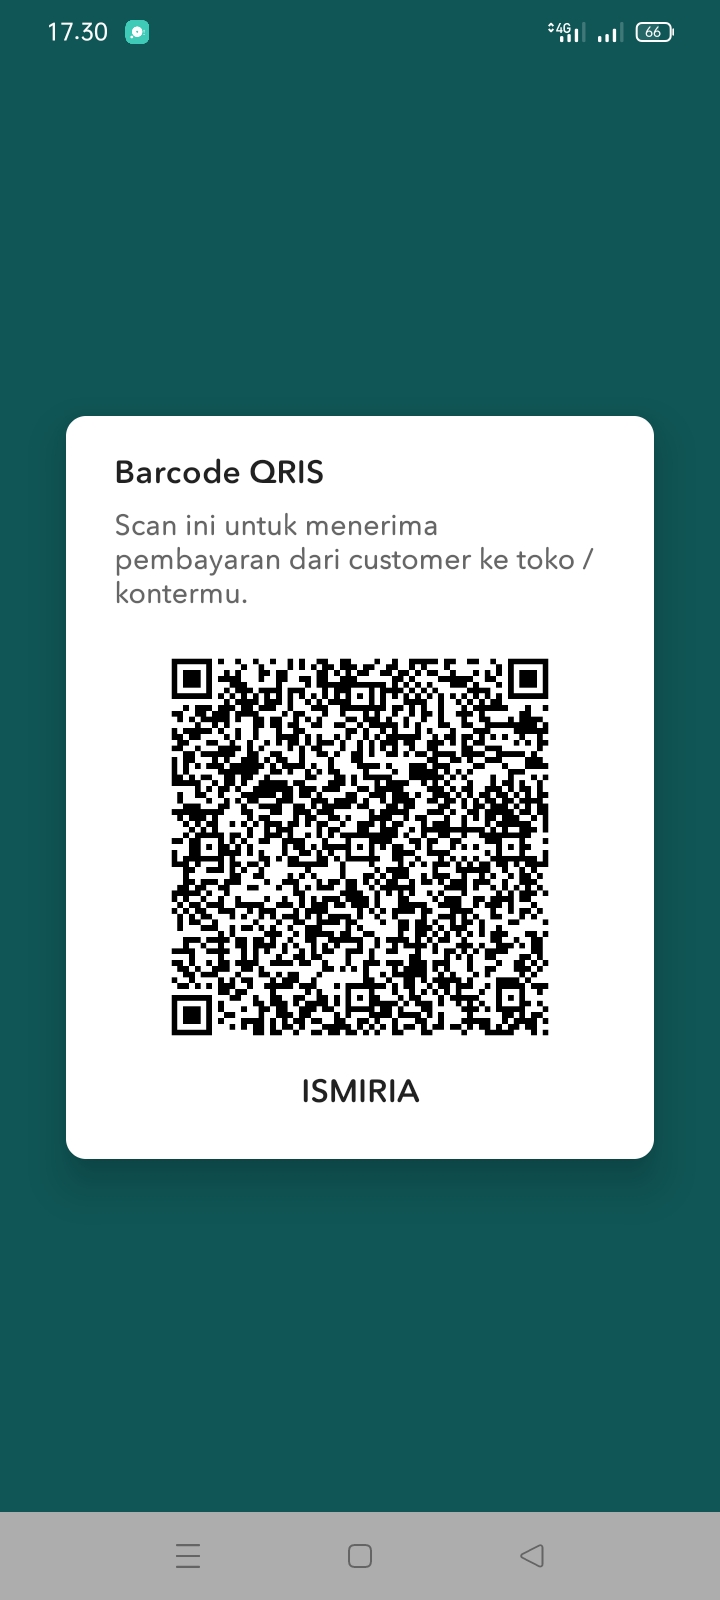 17.30
4G
66
Barcode QRIS
Scan ini untuk menerima
pembayaran dari customer ke toko /
kontermu.
ISMIRIA